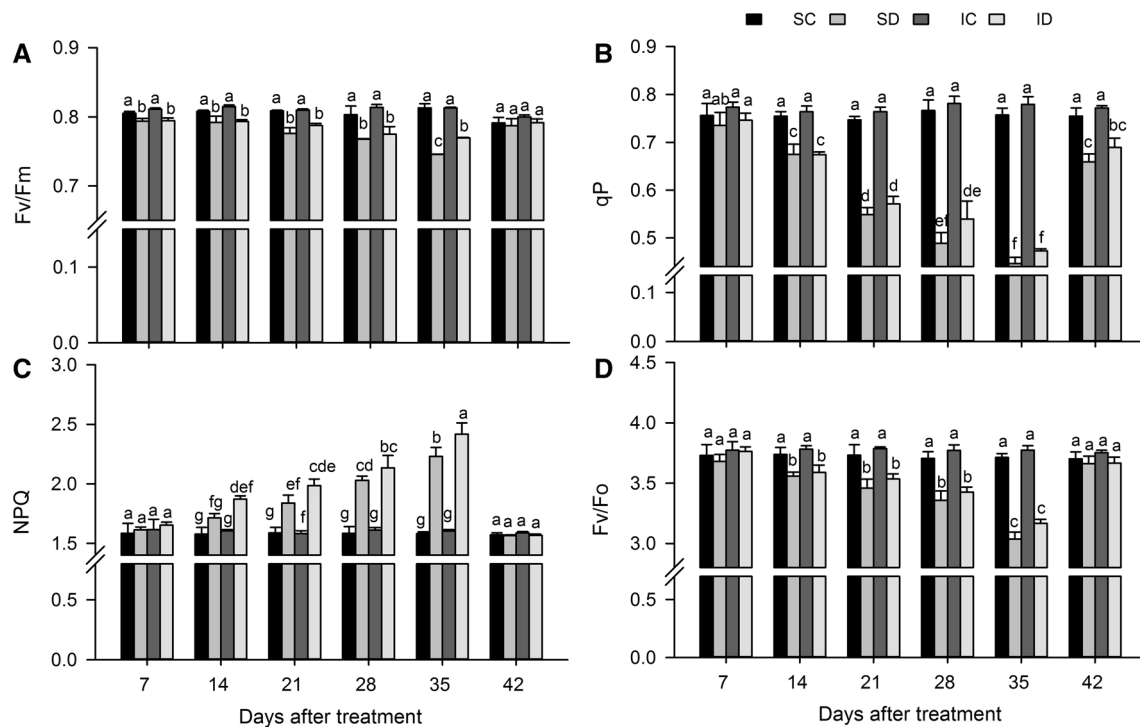 SC SD IC ID
A
0.9
0.8
0.7
0.1
0.0
Fv/Fm
a b a b a b a b a b a b a b a b a c a b a a a a
B
0.9
0.8
0.7
0.6
0.5
0.1
0.0
qP
a ab a a a c a c a d a d a ef a de a f a f a c a bc
C
3.0
2.5
2.0
1.5
0.5
0.0
NPQ
a a a a g fg g def g ef f cde g cd g bc g b g a a a a a
7 14 21 28 35 42
Days after treatment
D
4.5
4.0
3.5
3.0
0.5
0.0
Fv/Fo
a a a a a b a b a b a b a b a b a c a c a a a a
7 14 21 28 35 42
Days after treatment